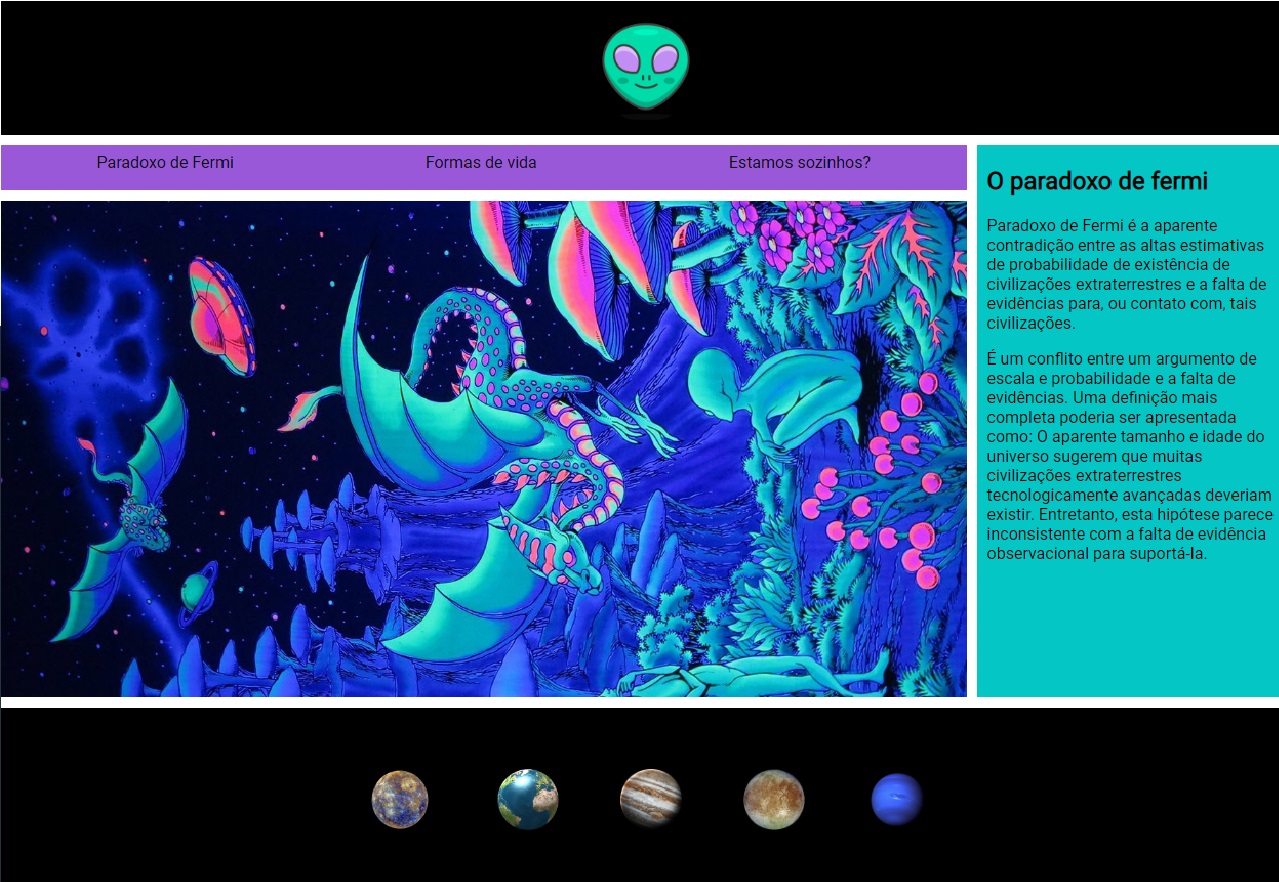 Paradoxo de Fermi
Formas de vida
Estamos sozinhos?
O paradoxo de fermi
Paradoxo de Fermi é a aparente
contradição entre as altas estimativas
de probabilidade de existência de
civilizações extraterrestres e a falta de
evidências para, ou contato com, tais
civilizações.
É um conflito entre um argumento de
escala e probabilidade e a falta de
evidências. Uma definição mais
completa poderia ser apresentada
como: O aparente tamanho e idade do
universo sugerem que muitas
civilizações extraterrestres
tecnologicamente avançadas deveriam
existir. Entretanto, esta hipótese parece
inconsistente com a falta de evidência
observacional para suportá-la.